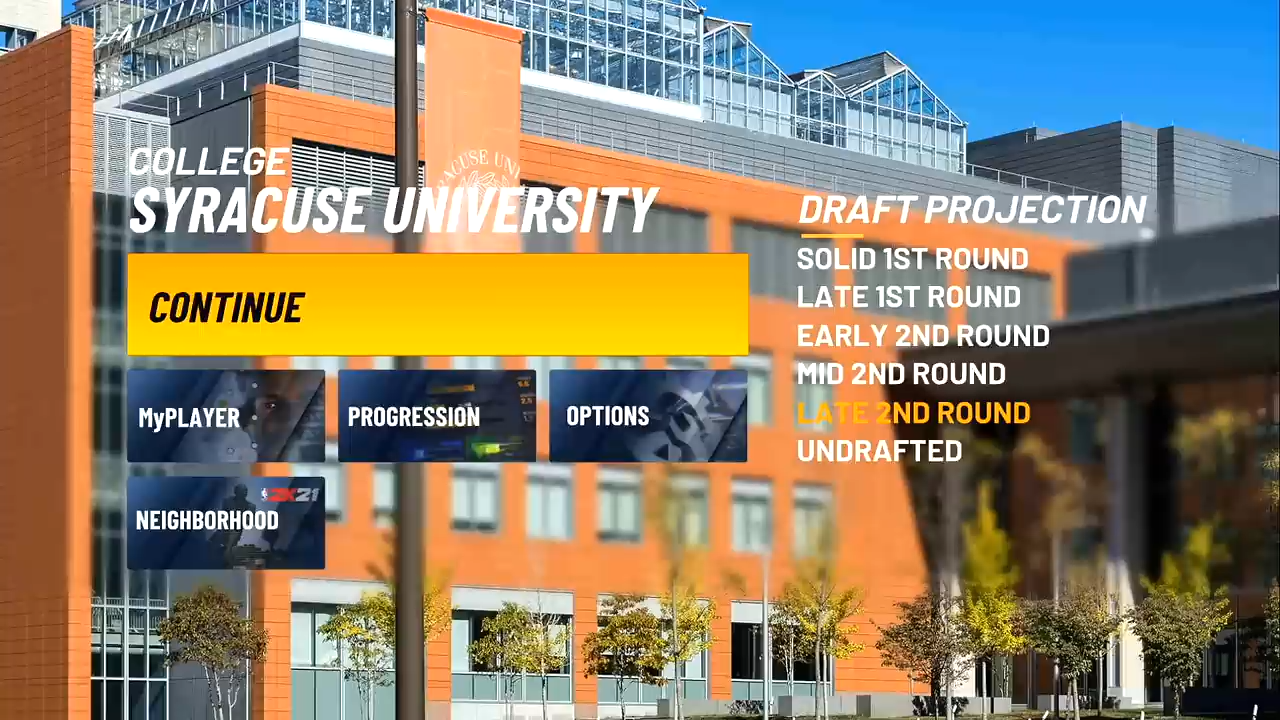 COLLEGE
SYRACUSE UNIVERSITY
CONTINUE
MyPLAYER
PROGRESSION
OPTIONS
NEIGHBORHOOD
2K21
DRAFT PROJECTION
SOLID 1ST ROUND
LATE 1ST ROUND
EARLY 2ND ROUND
MID 2ND ROUND
LATE 2ND ROUND
UNDRAFTED